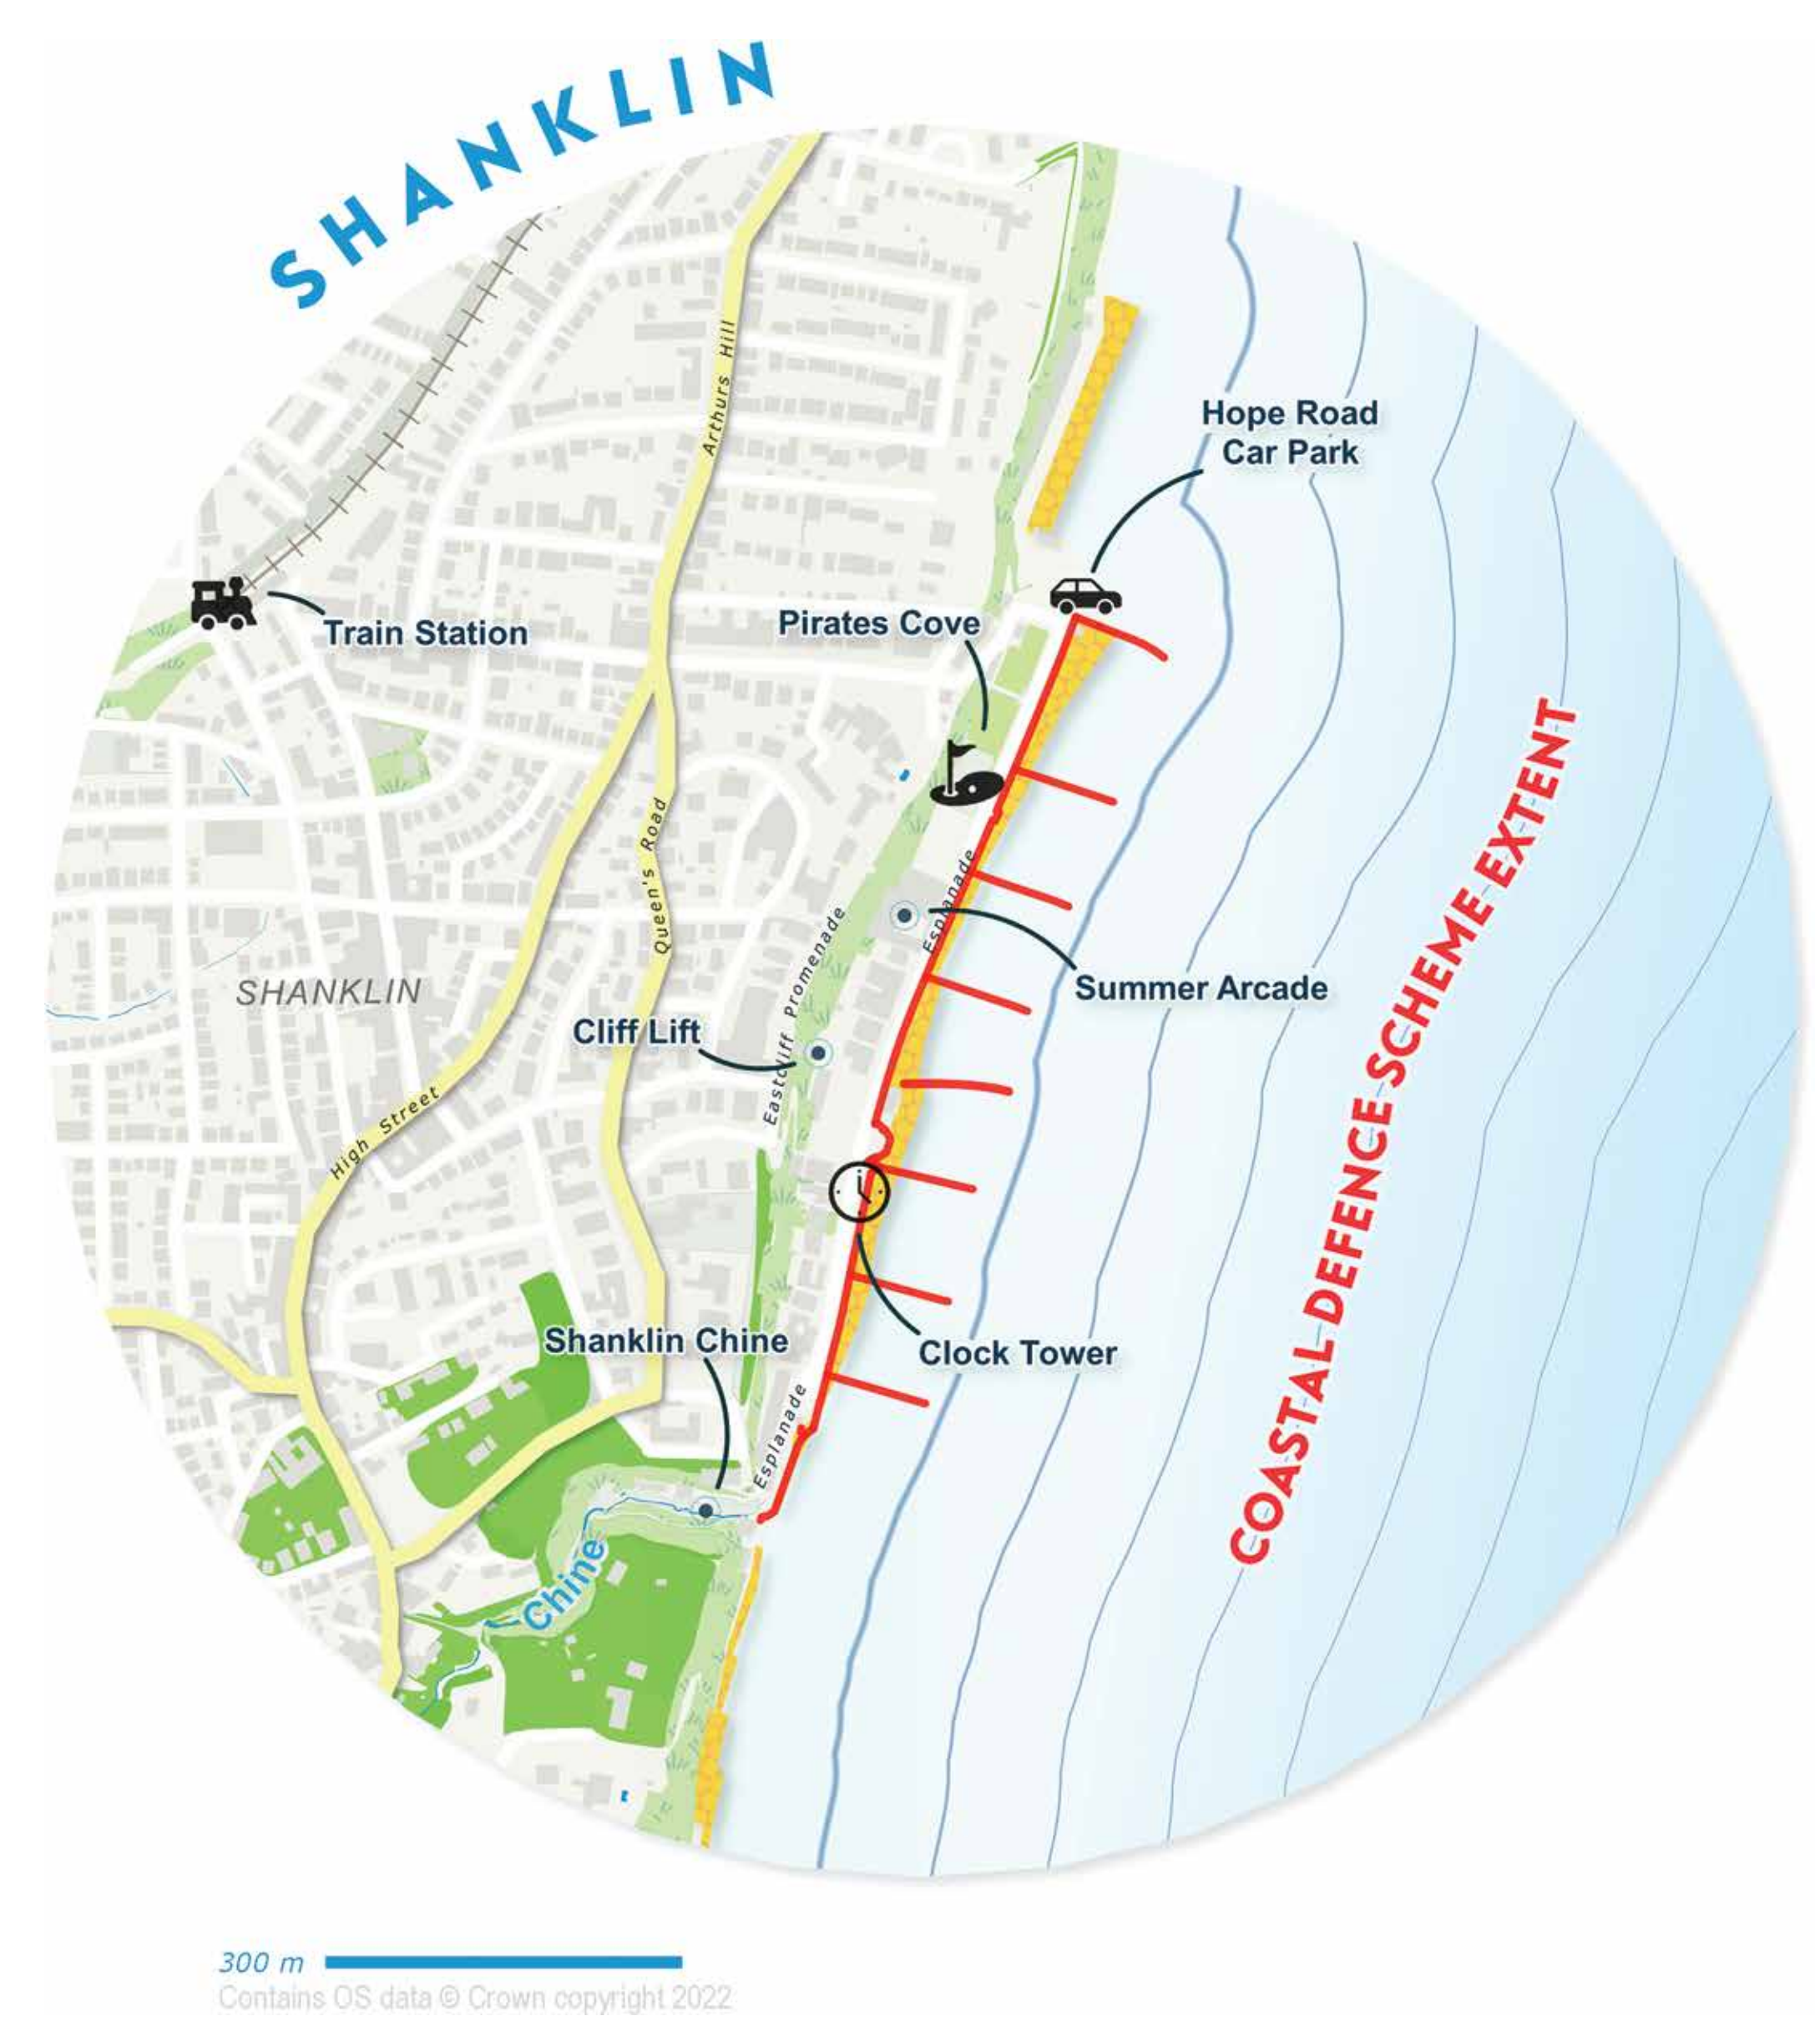 SHANKLIN
Arthurs Hill
Hope Road
Car Park
Pirates Cove
Train Station
Queen's Road
Esplanade
Eastcliff Promenade
Summer Arcade
SHANKLIN
Cliff Lift
High Street
COASTAL DEFENCE SCHEME EXTENT
Shanklin Chine
Clock Tower
Esplanade
Chine
300 m
Contains OS data © Crown copyright 2022